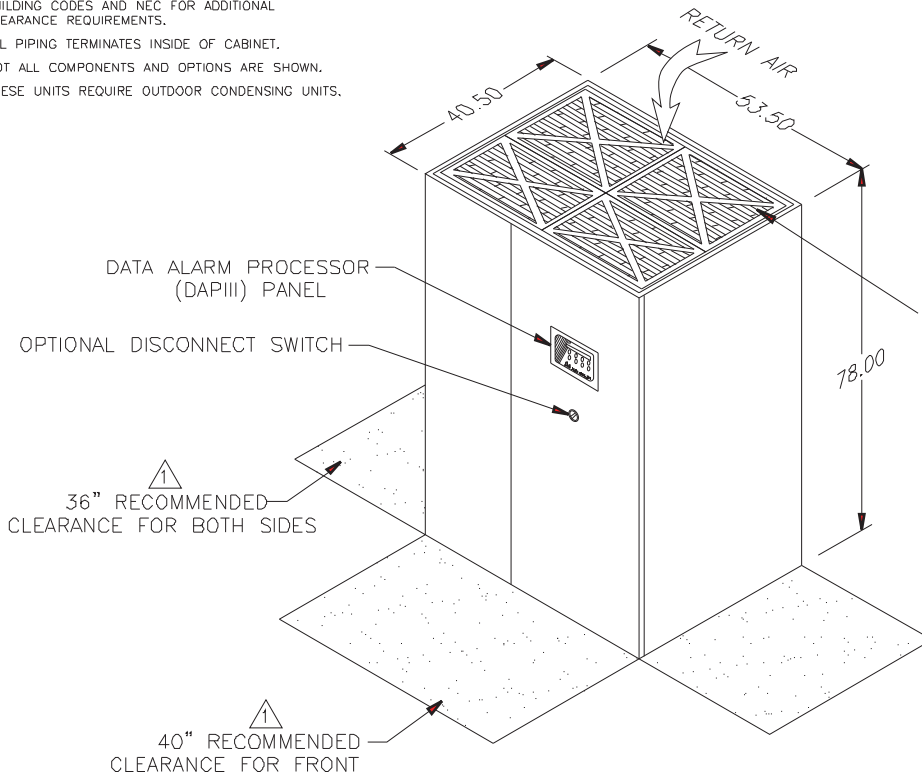 BUILDING CODES AND NEC FOR ADDITIONAL
CLEARANCE REQUIREMENTS.
ALL PIPING TERMINATES INSIDE OF CABINET.
NOT ALL COMPONENTS AND OPTIONS ARE SHOWN.
THESE UNITS REQUIRE OUTDOOR CONDENSING UNITS.
RETURN AIR
40.50
53.50
DATA ALARM PROCESSOR
(DAPIII) PANEL
OPTIONAL DISCONNECT SWITCH
78.00
1
36" RECOMMENDED
CLEARANCE FOR BOTH SIDES
1
40" RECOMMENDED
CLEARANCE FOR FRONT